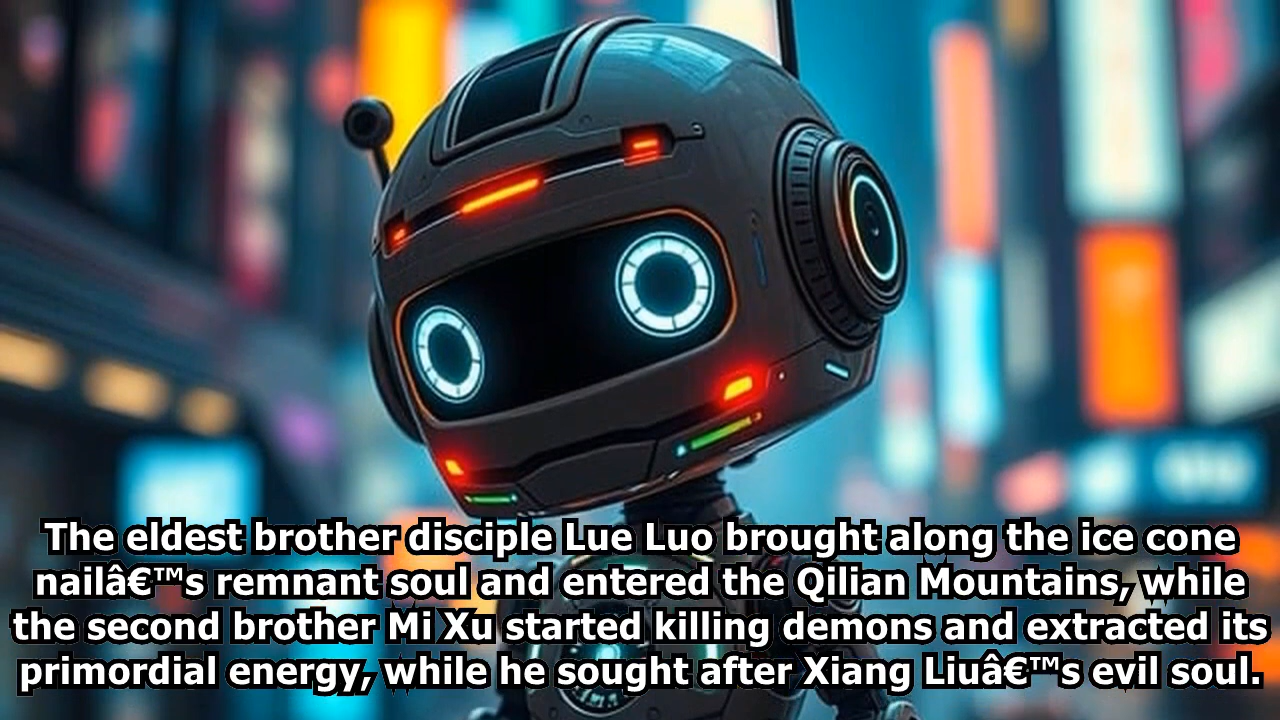 The eldest brother disciple Lue Luo brought along the ice cone
nailâ€™s remnant soul and entered the Qilian Mountains, while
the second brother Mi Xu started killing demons and extracted its
primordial energy, while he sought after Xiang Liuâ€™s evil soul.